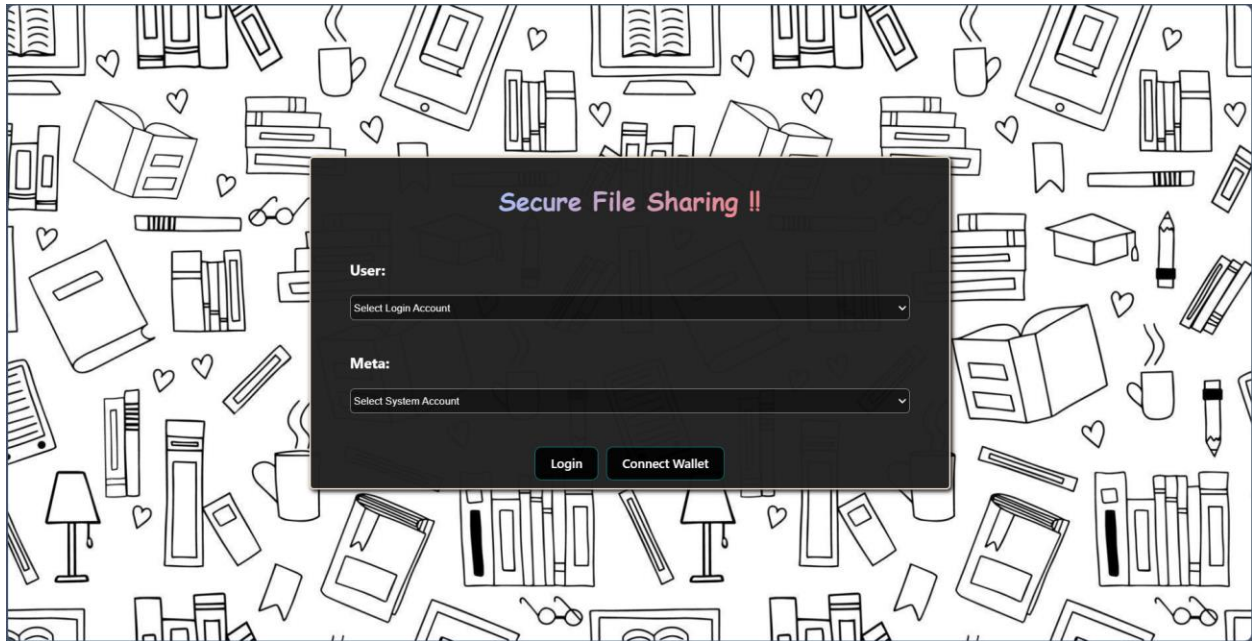 Secure File Sharing !!
User:
Select Login Account
Meta:
Select System Account
Login Connect Wallet